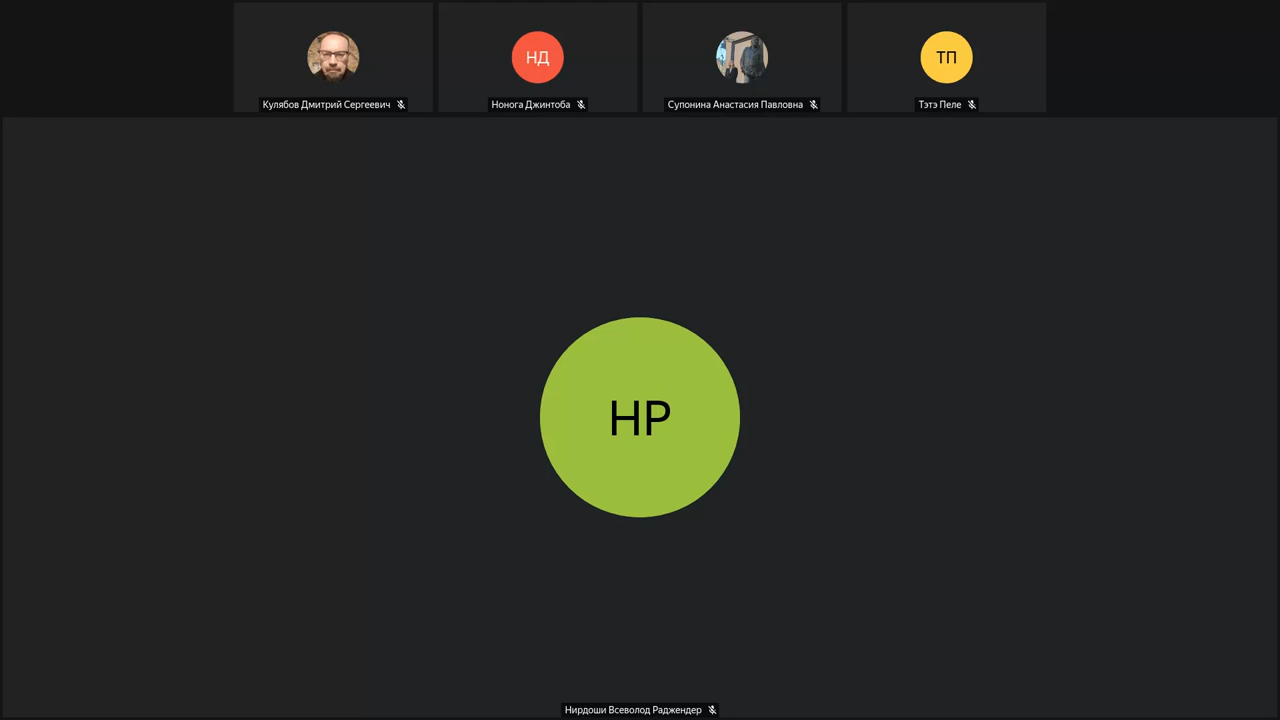 НД
ТП
Кулябов Дмитрий Сергеевич
Нонога Джинтоба
Супонина Анастасия Павловна
Тэтэ Пеле
НР
Нирдоши Всеволод Раджендер